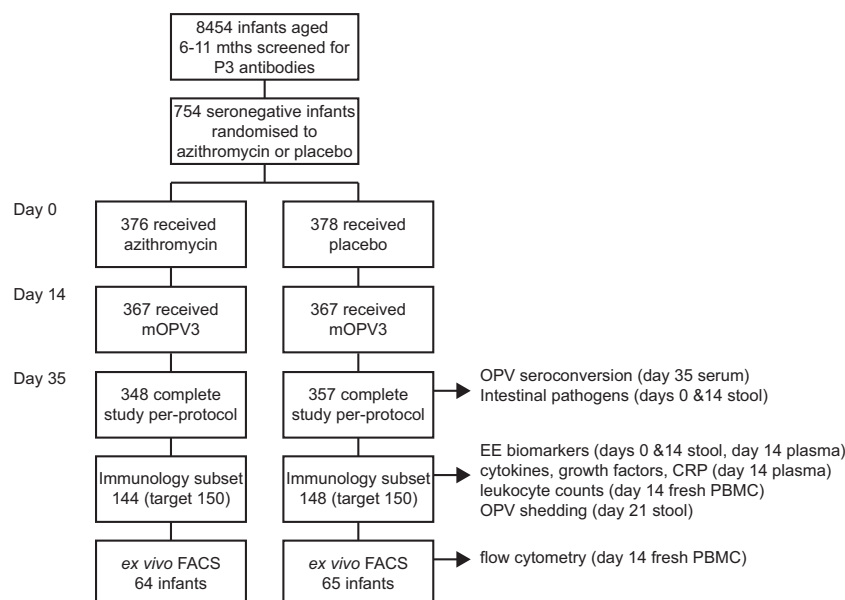 8454 infants aged
6-11 mths screened for
P3 antibodies
754 seronegative infants
randomised to
azithromycin or placebo
Day 0
376 received
azithromycin
378 received
placebo
Day 14
367 received
mOPV3
367 received
mOPV3
Day 35
348 complete
study per-protocol
357 complete
study per-protocol
OPV seroconversion (day 35 serum)
Intestinal pathogens (days 0 &14 stool)
Immunology subset
144 (target 150)
Immunology subset
148 (target 150)
EE biomarkers (days 0 &14 stool, day 14 plasma)
cytokines, growth factors, CRP (day 14 plasma)
leukocyte counts (day 14 fresh PBMC)
OPV shedding (day 21 stool)
ex vivo FACS
64 infants
ex vivo FACS
65 infants
flow cytometry (day 14 fresh PBMC)